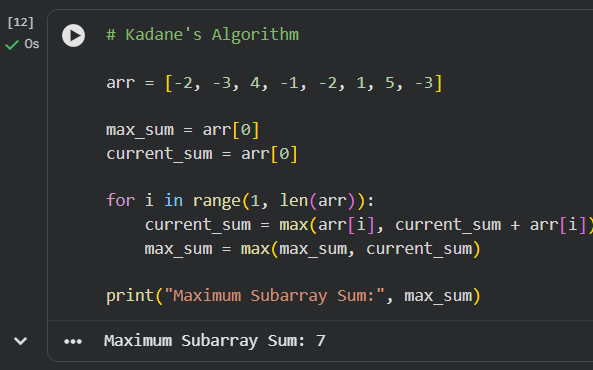 [12]
0s
# Kadane's Algorithm
arr = [-2, -3, 4, -1, -2, 1, 5, -3]
max_sum = arr[0]
current_sum = arr[0]
for i in range(1, len(arr)):
    current_sum = max(arr[i], current_sum + arr[i])
    max_sum = max(max_sum, current_sum)
print("Maximum Subarray Sum:", max_sum)
Maximum Subarray Sum: 7